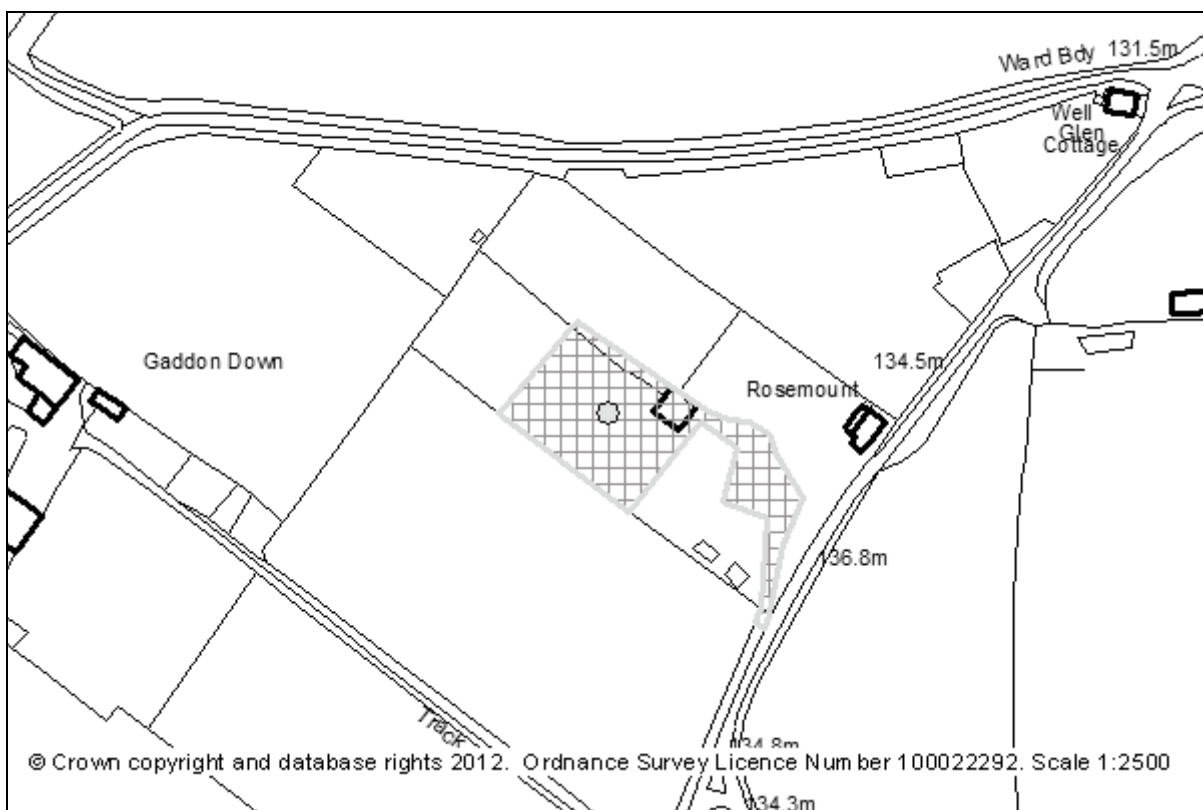 Ward Bdy 131.5m
Well
Glen
Cottage
Gaddon Down
134.5m
Rosemount
136.8m
Track
134.8m
© Crown copyright and database rights 2012. Ordnance Survey Licence Number 100022292. Scale 1:2500
134.3m